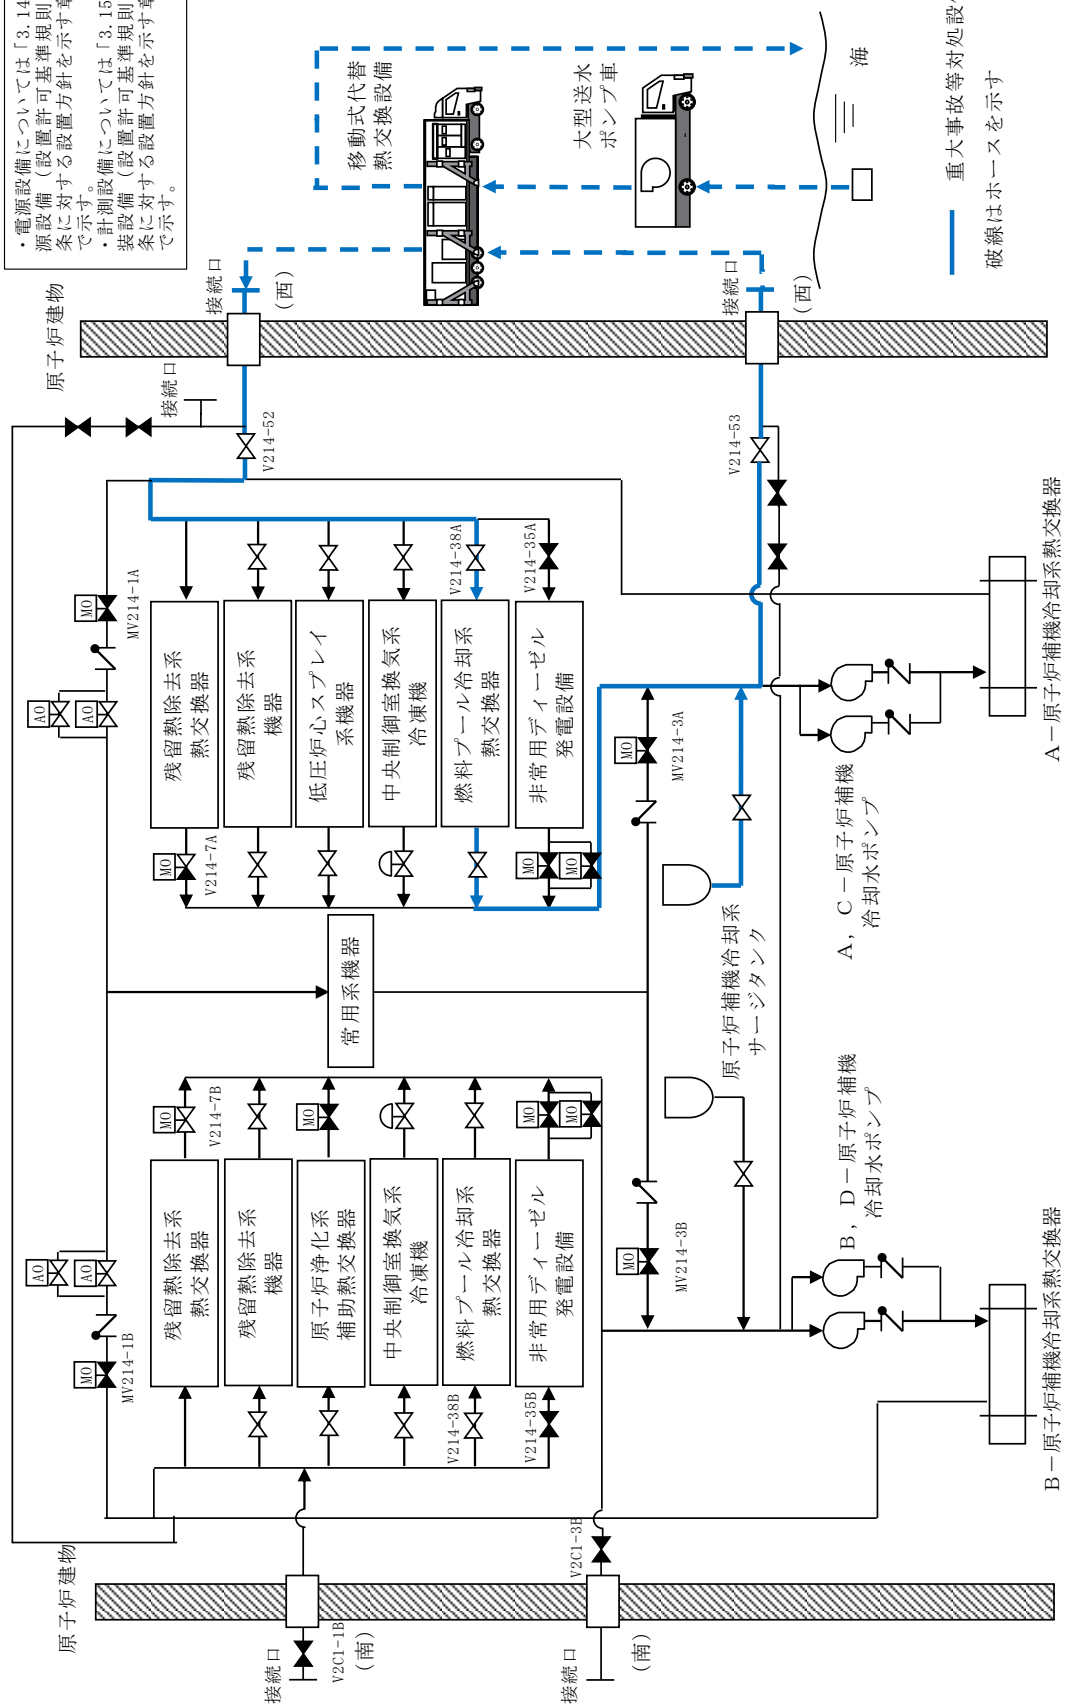 ・電源設備については「3.14
源設備（設置許可基準規則
条に対する設置方針を示す章
で示す。
・計測設備については「3.15
装設備（設置許可基準規則
条に対する設置方針を示す章
で示す。
原子炉建物
接続口
接続口
(西)
移動式代替
熱交換設備
大型送水
ポンプ車
接続口
(西)
海
重大事故等対処設
破線はホースを示す
V214-52
V214-53
MO
MV214-1A
AO
AO
残留熱除去系
熱交換器
残留熱除去系
機器
低圧炉心スプレイ
系機器
中央制御室換気系
冷凍機
燃料プール冷却系
熱交換器
非常用ディーゼル
発電設備
V214-38A
V214-35A
MO
V214-7A
MO
MO
MO
MV214-3A
常用系機器
原子炉補機冷却系
サージタンク
A, C－原子炉補機
冷却水ポンプ
A－原子炉補機冷却系熱交換器
AO
AO
MO
MV214-1B
残留熱除去系
熱交換器
残留熱除去系
機器
原子炉浄化系
補助熱交換器
中央制御室換気系
冷凍機
燃料プール冷却系
熱交換器
非常用ディーゼル
発電設備
MO
V214-7B
MO
MO
MO
V214-38B
V214-35B
MO
MV214-3B
B, D－原子炉補機
冷却水ポンプ
B－原子炉補機冷却系熱交換器
原子炉建物
接続口
V2C1-1B
(南)
接続口
V2C1-3B
(南)